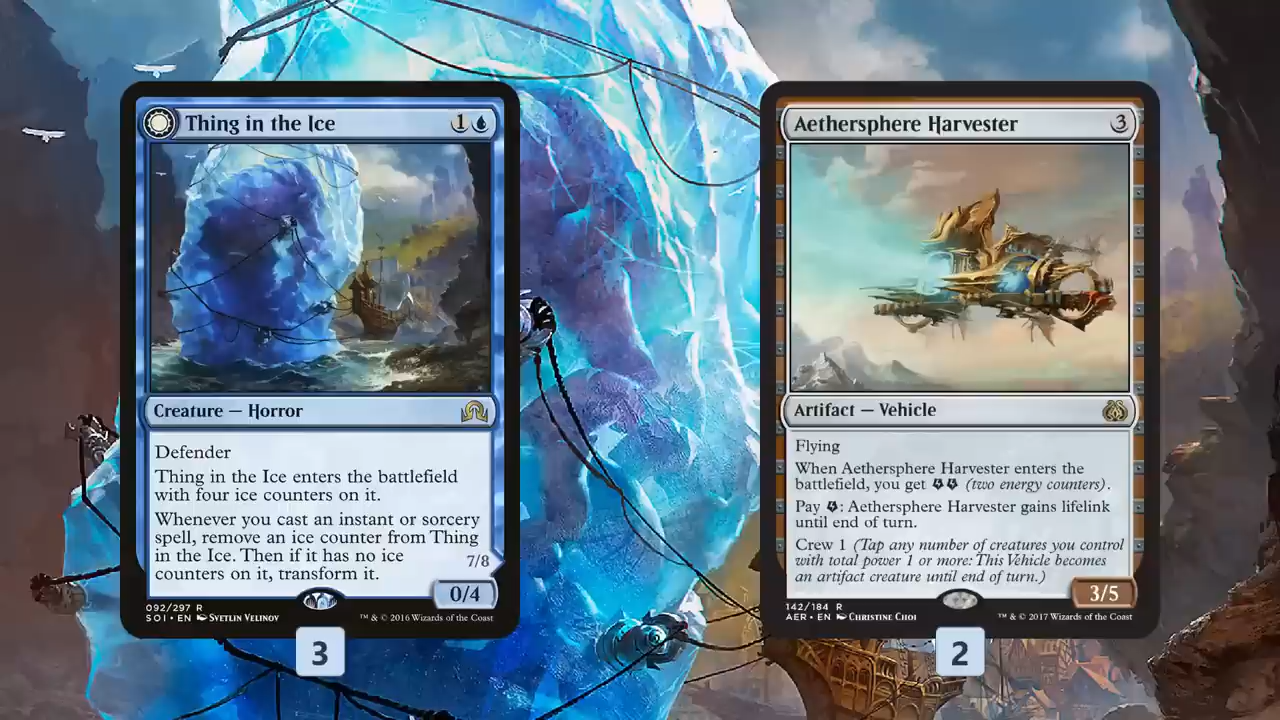 Thing in the Ice 1
Creature — Horror
Defender
Thing in the Ice enters the battlefield
with four ice counters on it.
Whenever you cast an instant or sorcery
spell, remove an ice counter from Thing
in the Ice. Then if it has no ice
counters on it, transform it.
7/8
0/4
092/297 R
SOI • EN Svetlin Velinov
™ & © 2016 Wizards of the Coast
3
Aethersphere Harvester 3
Artifact — Vehicle
Flying
When Aethersphere Harvester enters the
battlefield, you get (two energy counters).
Pay : Aethersphere Harvester gains lifelink
until end of turn.
Crew 1 (Tap any number of creatures you control
with total power 1 or more: This Vehicle becomes
an artifact creature until end of turn.)
3/5
142/184 R
AER • EN Christine Choi
™ & © 2017 Wizards of the Coast
2